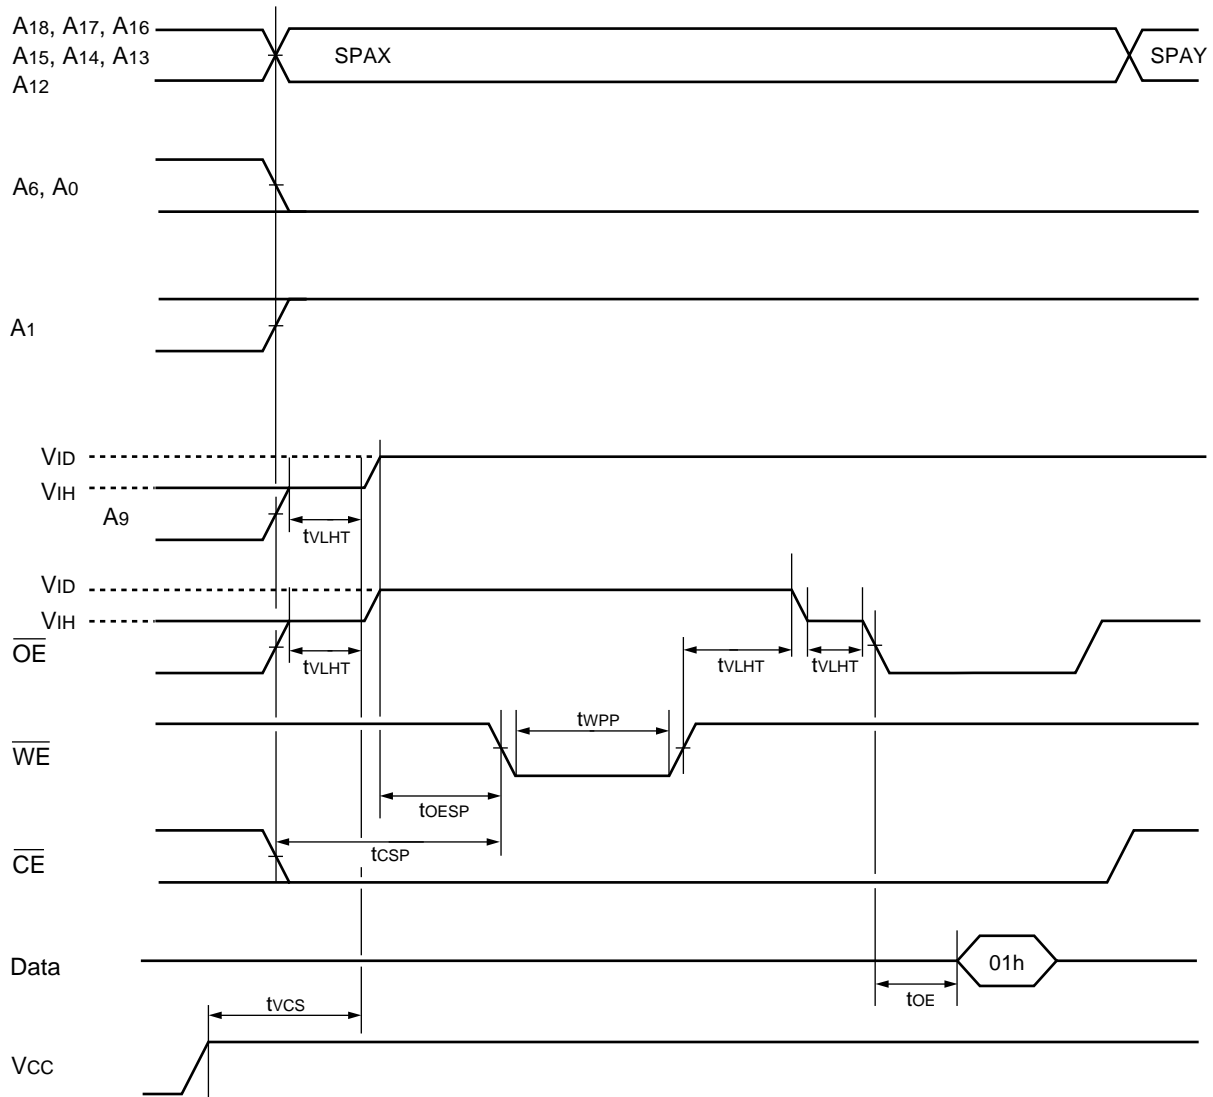 A18, A17, A16
A15, A14, A13
A12
SPAX
SPAY
A6, A0
A1
VID
VIH
A9
tVLHT
VID
VIH
OE
tVLHT
tVLHT
tVLHT
WE
tWPP
tOESP
CE
tCSP
Data
01h
tOE
tVCS
VCC